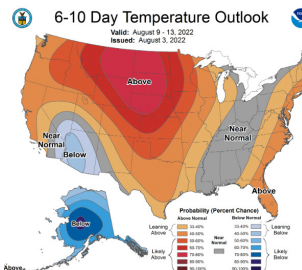 6-10 Day Temperature Outlook
Valid: August 9 - 13, 2022
Issued: August 3, 2022
Above
Near
Normal
Below
Near
Normal
Above
Below
Above
Probability (Percent Chance)
Above Normal
Below Normal
Leaning
Above
33-40%
40-50%
50-60%
60-70%
70-80%
80-90%
90-100%
Likely
Above
Near
Normal
33-40%
40-50%
50-60%
60-70%
70-80%
80-90%
90-100%
Leaning
Below
Likely
Below